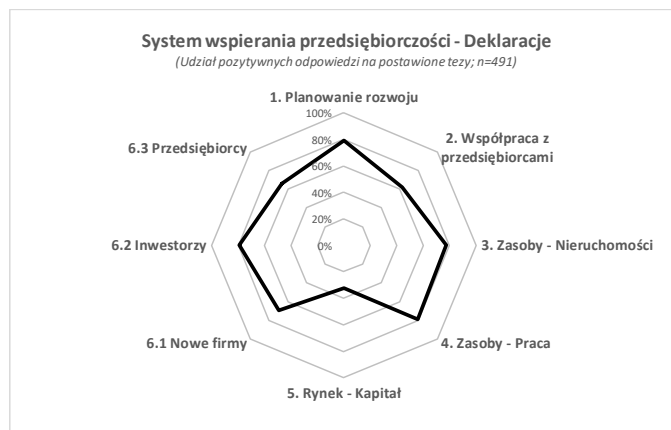 System wspierania przedsiębiorczości - Deklaracje
(Udział pozytywnych odpowiedzi na postawione tezy; n=491)
1. Planowanie rozwoju
100%
2. Współpraca z
przedsiębiorcami
6.3 Przedsiębiorcy
80%
60%
40%
20%
0%
6.2 Inwestorzy
3. Zasoby - Nieruchomości
6.1 Nowe firmy
4. Zasoby - Praca
5. Rynek - Kapitał